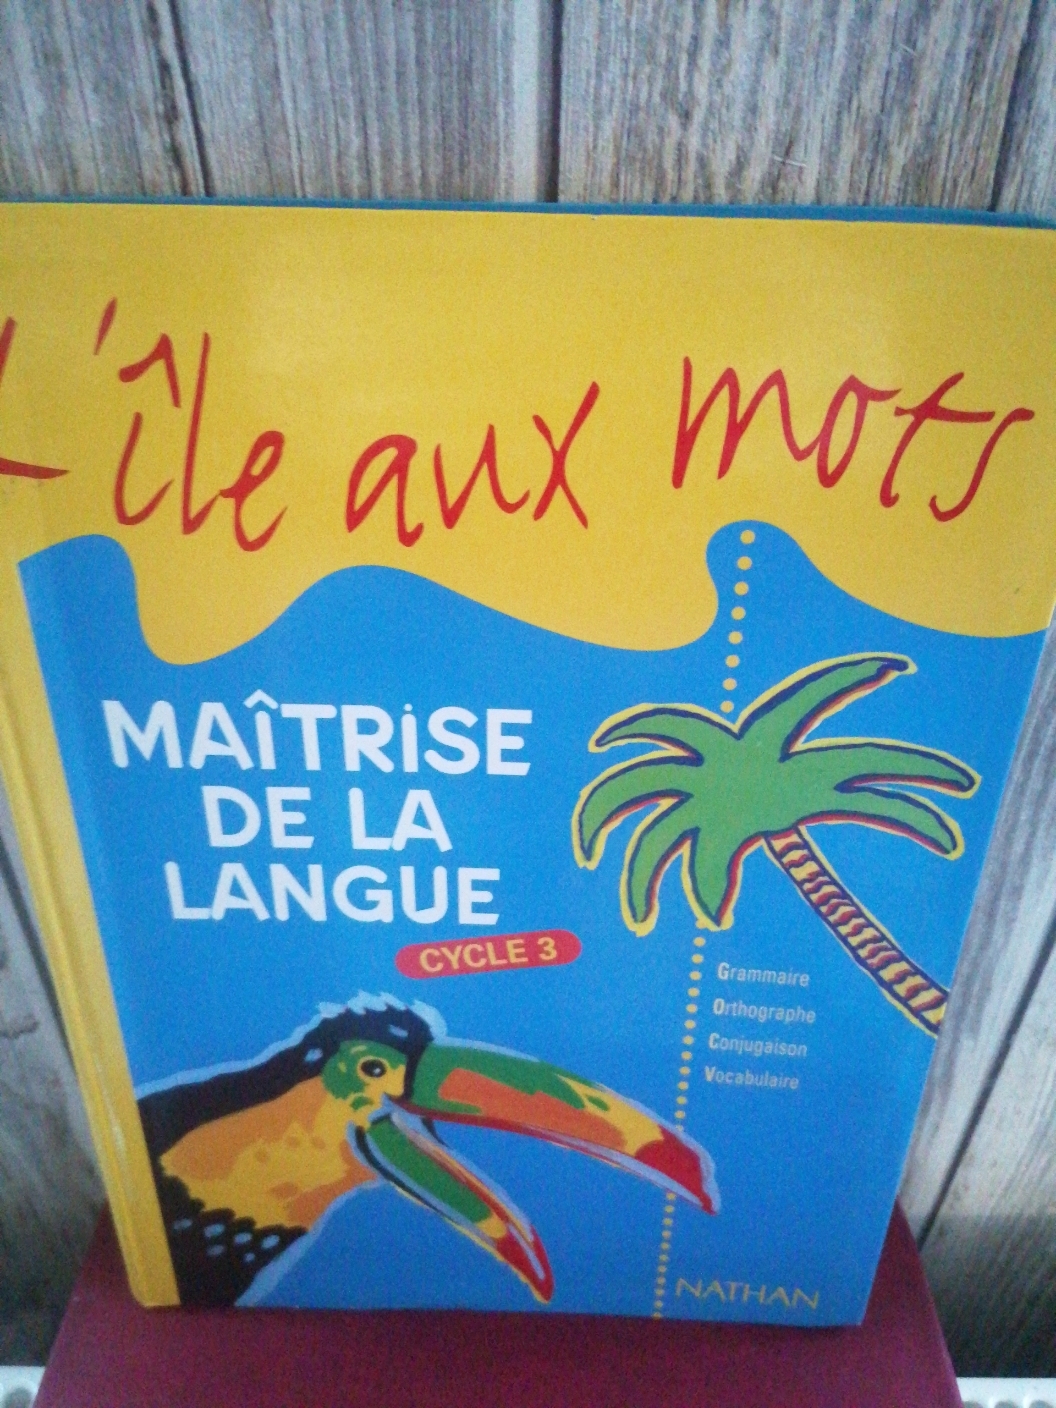 L'île aux mots
MAÎTRiSE
DE LA
LANGUE
CYCLE 3
Grammaire
Orthographe
Conjugaison
Vocabulaire
NATHAN